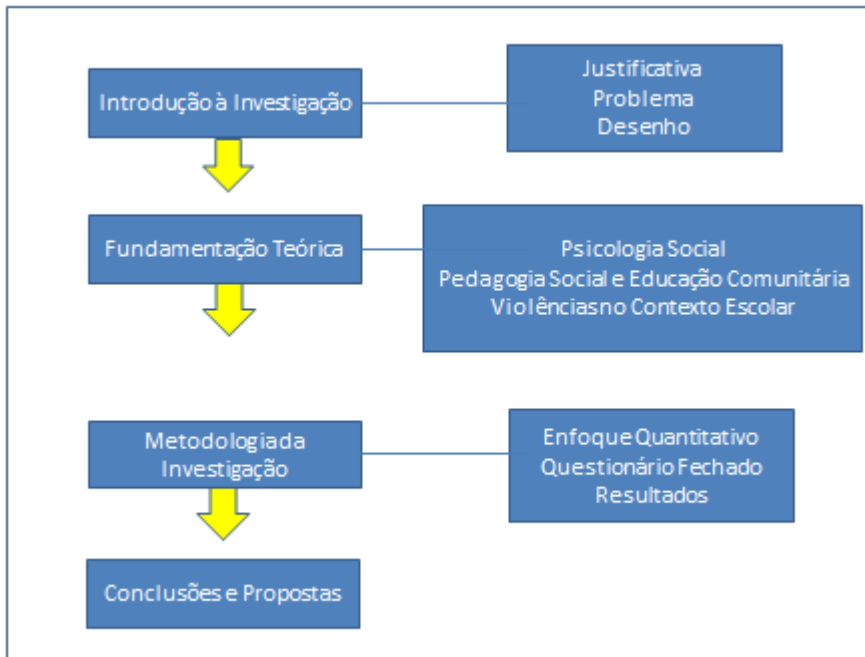 Introdução à Investigação
Justificativa
Problema
Desenho
Fundamentação Teórica
Psicologia Social
Pedagogia Social e Educação Comunitária
Violências no Contexto Escolar
Metodologia da
Investigação
Enfoque Quantitativo
Questionário Fechado
Resultados
Conclusões e Propostas